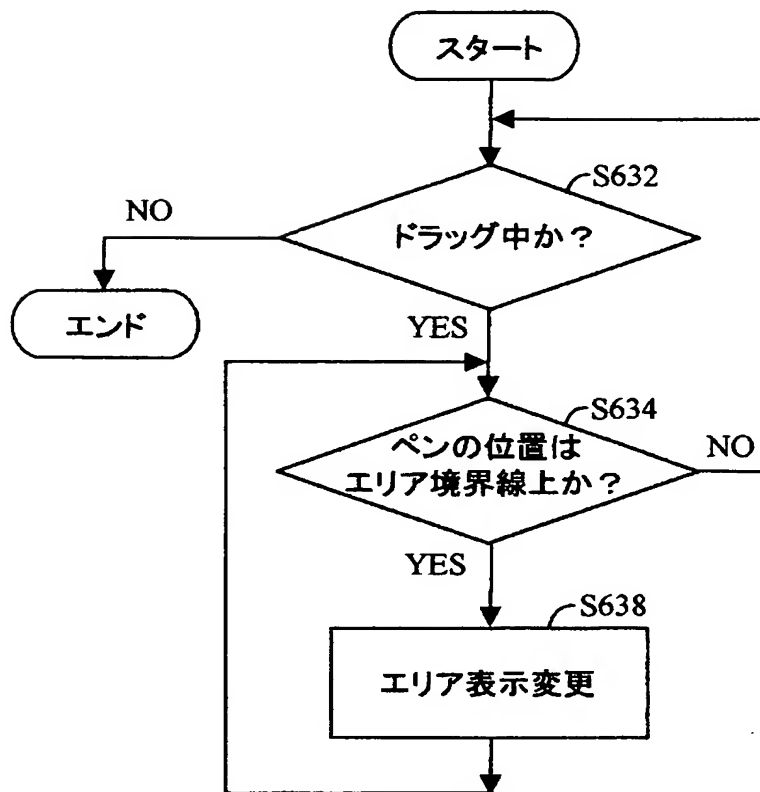 スタート
S632
NO
ドラッグ中か？
エンド
YES
S634
ペンの位置は
エリア境界線上か？
NO
YES
S638
エリア表示変更